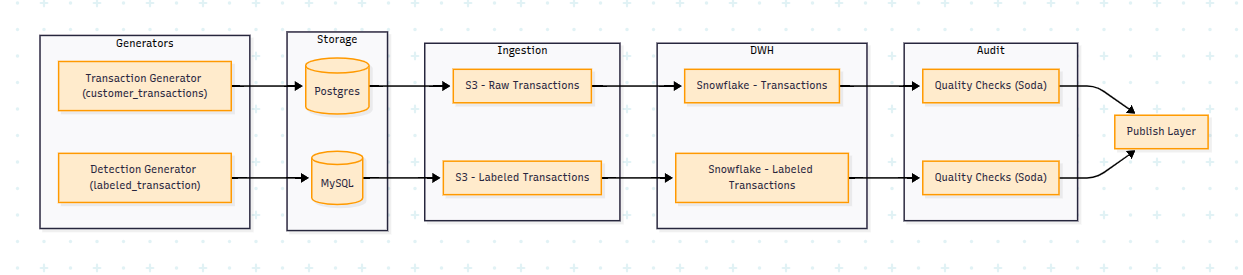 Generators
Transaction Generator
(customer_transactions)
Detection Generator
(labeled_transaction)
Storage
Postgres
MySQL
Ingestion
S3 - Raw Transactions
S3 - Labeled Transactions
DWH
Snowflake - Transactions
Snowflake - Labeled
Transactions
Audit
Quality Checks (Soda)
Quality Checks (Soda)
Publish Layer